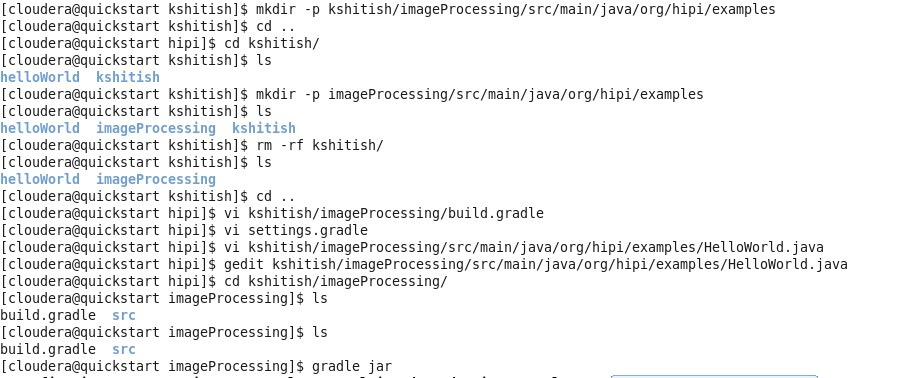 [cloudera@quickstart kshitish]$ mkdir -p kshitish/imageProcessing/src/main/java/org/hipi/examples
[cloudera@quickstart kshitish]$ cd ..
[cloudera@quickstart hipi]$ cd kshitish/
[cloudera@quickstart kshitish]$ ls
helloWorld  kshitish
[cloudera@quickstart kshitish]$ mkdir -p imageProcessing/src/main/java/org/hipi/examples
[cloudera@quickstart kshitish]$ ls
helloWorld  imageProcessing  kshitish
[cloudera@quickstart kshitish]$ rm -rf kshitish/
[cloudera@quickstart kshitish]$ ls
helloWorld  imageProcessing
[cloudera@quickstart kshitish]$ cd ..
[cloudera@quickstart hipi]$ vi kshitish/imageProcessing/build.gradle
[cloudera@quickstart hipi]$ vi settings.gradle
[cloudera@quickstart hipi]$ vi kshitish/imageProcessing/src/main/java/org/hipi/examples/HelloWorld.java
[cloudera@quickstart hipi]$ gedit kshitish/imageProcessing/src/main/java/org/hipi/examples/HelloWorld.java
[cloudera@quickstart hipi]$ cd kshitish/imageProcessing/
[cloudera@quickstart imageProcessing]$ ls
build.gradle  src
[cloudera@quickstart imageProcessing]$ ls
build.gradle  src
[cloudera@quickstart imageProcessing]$ gradle jar